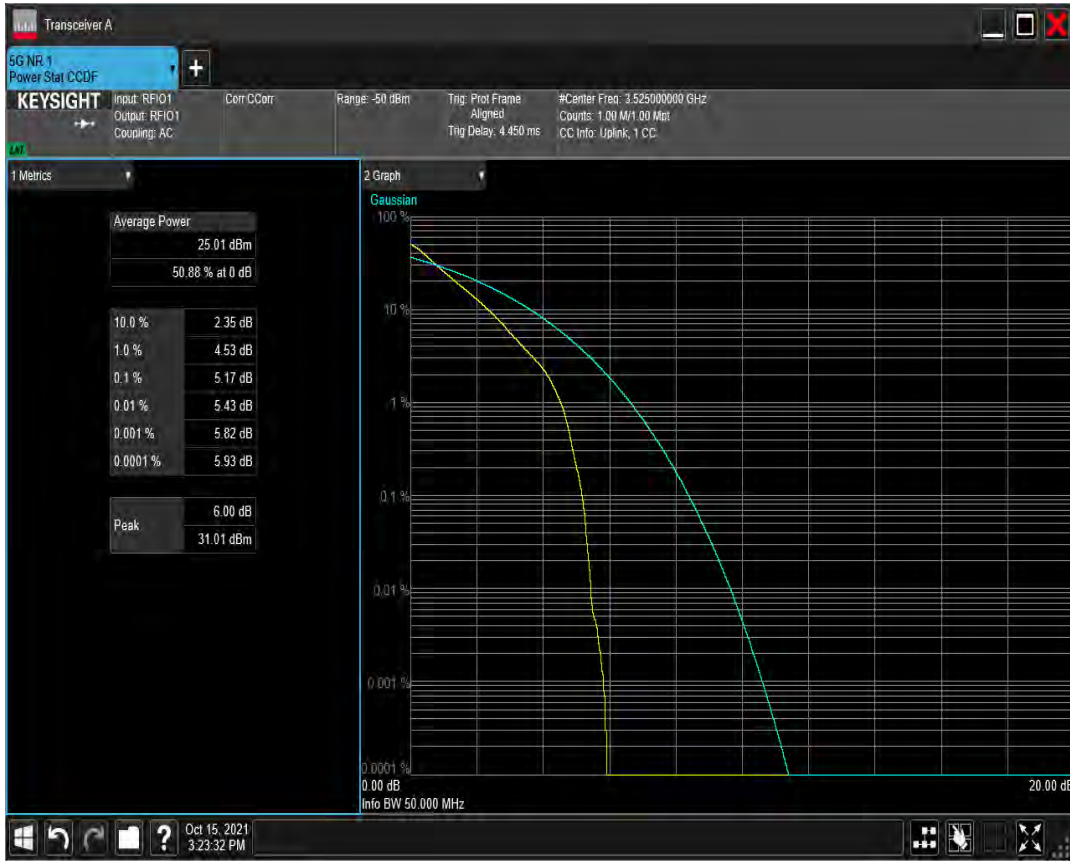 Transceiver A
5G NR 1
Power Stat CCDF
+
KEYSIGHT
Input: RFIO1
Output: RFIO1
Coupling: AC
Corr CCorr
Range: -50 dBm
Trig: Prot Frame
Aligned
Trig Delay: 4.450 ms
#Center Freq: 3.525000000 GHz
Counts: 1.00 M/1.00 Mpt
CC Info: Uplink, 1 CC
LNT
1 Metrics
Average Power
25.01 dBm
50.88 % at 0 dB
10.0 % 2.35 dB
1.0 % 4.53 dB
0.1 % 5.17 dB
0.01 % 5.43 dB
0.001 % 5.82 dB
0.0001 % 5.93 dB
Peak
6.00 dB
31.01 dBm
2 Graph
Gaussian
100 %
10 %
1 %
0.1 %
0.01 %
0.001 %
0.0001 %
0.00 dB
20.00 dB
Info BW 50.000 MHz
?
Oct 15, 2021
3:23:32 PM